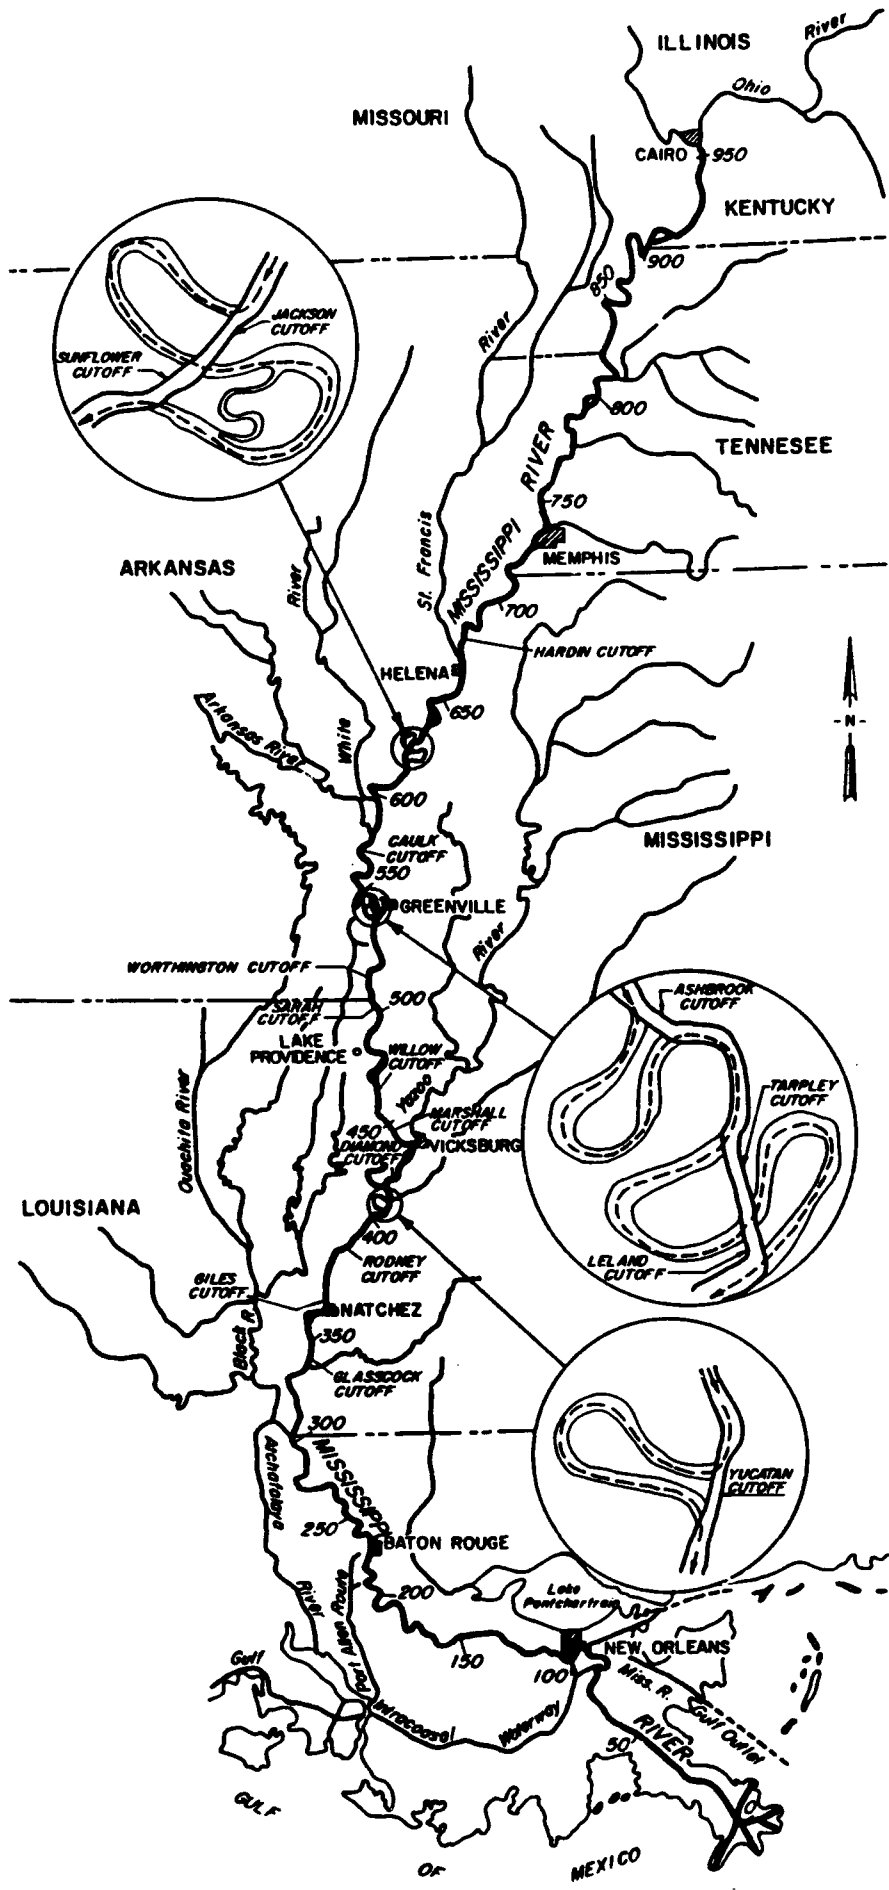 ILLINOIS
River
Ohio
MISSOURI
CAIRO
950
KENTUCKY
900
850
JACKSON
CUTOFF
SUNFLOWER
CUTOFF
River
800
TENNESEE
RIVER
750
MISSISSIPPI
MEMPHIS
ARKANSAS
River
St. Francis
700
HARDIN CUTOFF
HELENA
650
-N-
Arkansas River
White
600
CAULK
CUTOFF
MISSISSIPPI
550
GREENVILLE
River
WORTHINGTON CUTOFF
ASHBROOK
CUTOFF
500
SARAH
CUTOFF
LAKE
PROVIDENCE
WILLOW
CUTOFF
TARPLEY
CUTOFF
Yazoo
MARSHALL
CUTOFF
450
DIAMOND
CUTOFF
VICKSBURG
Ouachita River
LOUISIANA
400
RODNEY
CUTOFF
LELAND
CUTOFF
GILES
CUTOFF
NATCHEZ
350
Black R.
GLASSCOCK
CUTOFF
300
MISSISSIPPI
YUCATAN
CUTOFF
Atchafalaya
250
BATON ROUGE
River
Port Allen Route
200
Lake
Pontchartrain
150
NEW ORLEANS
100
Gulf
Intracoastal
Waterway
Miss. R.
Gulf Outlet
RIVER
50
0
GULF
OF
MEXICO